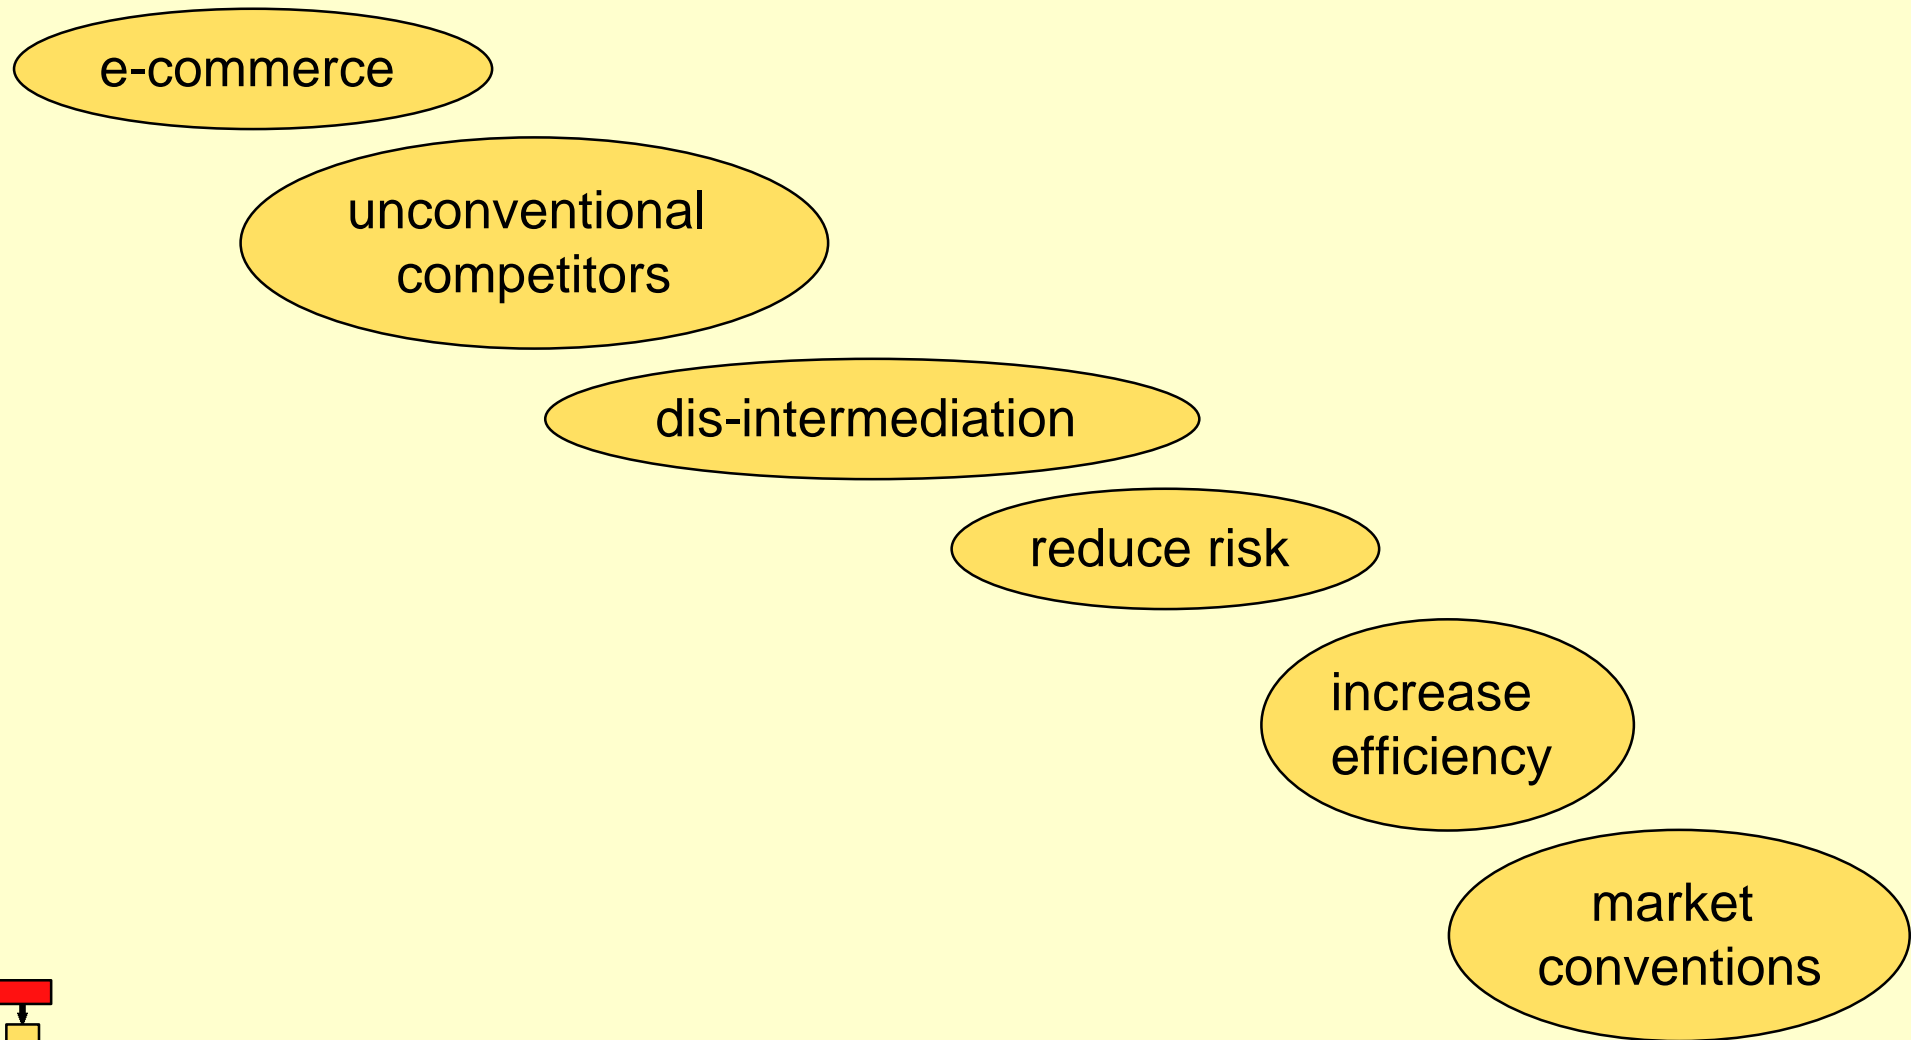 e-commerce
unconventional
competitors
dis-intermediation
reduce risk
increase
efficiency
market
conventions